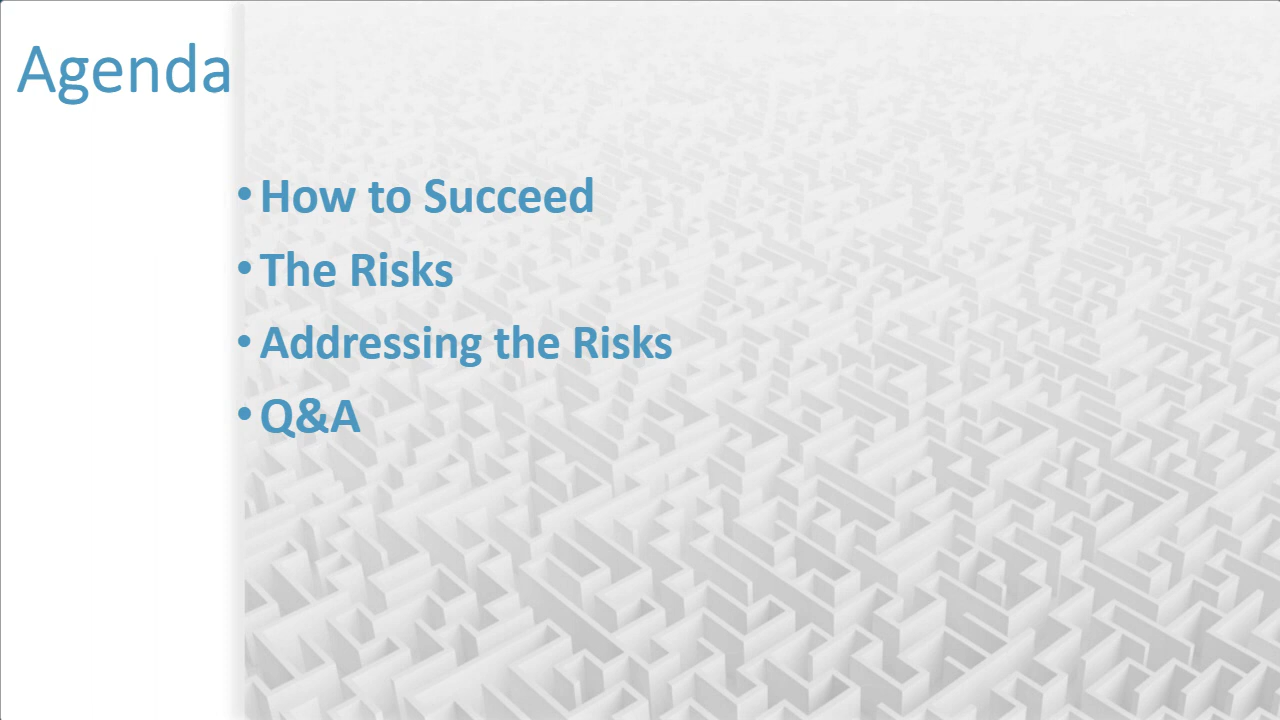 Agenda
• How to Succeed
• The Risks
• Addressing the Risks
• Q&A